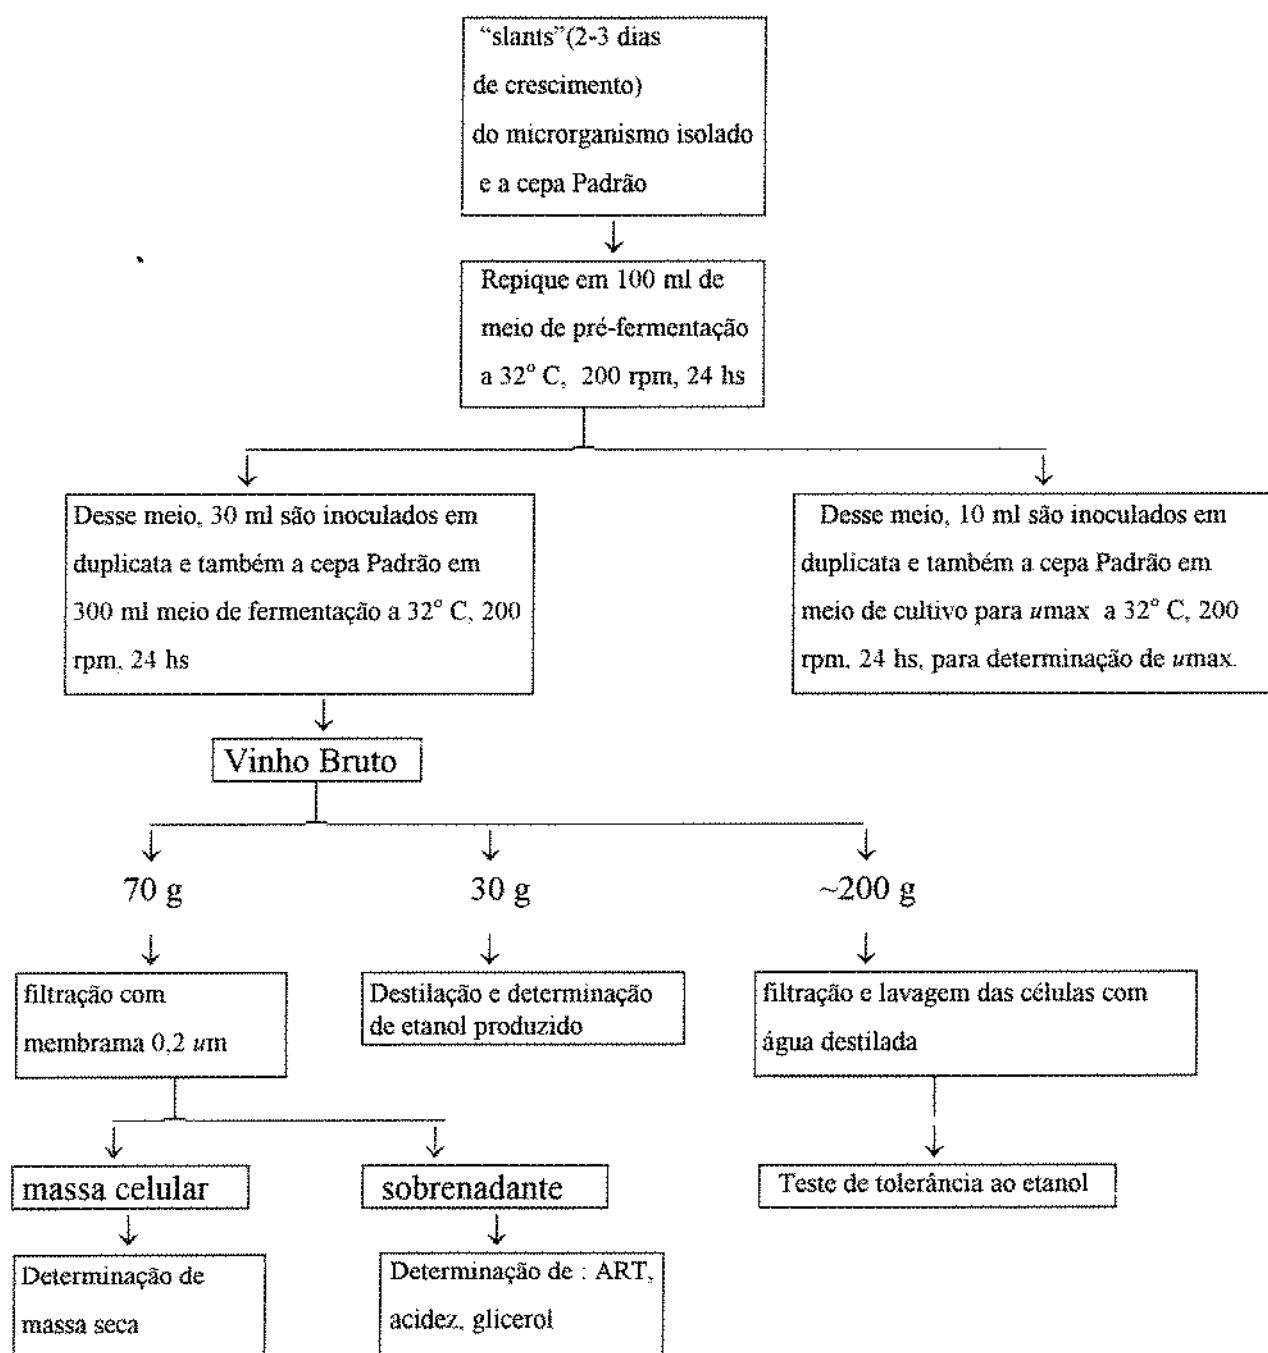 “slants”(2-3 dias
de crescimento)
do microrganismo isolado
e a cepa Padrão
Repique em 100 ml de
meio de pré-fermentação
a 32º C, 200 rpm, 24 hs
Desse meio, 30 ml são inoculados em
duplicata e também a cepa Padrão em
300 ml meio de fermentação a 32º C, 200
rpm, 24 hs
Desse meio, 10 ml são inoculados em
duplicata e também a cepa Padrão em
meio de cultivo para umax a 32º C, 200
rpm, 24 hs, para determinação de umax.
Vinho Bruto
70 g
30 g
~200 g
filtração com
membrama 0,2 um
Destilação e determinação
de etanol produzido
filtração e lavagem das células com
água destilada
massa celular
sobrenadante
Teste de tolerância ao etanol
Determinação de
massa seca
Determinação de : ART,
acidez, glicerol